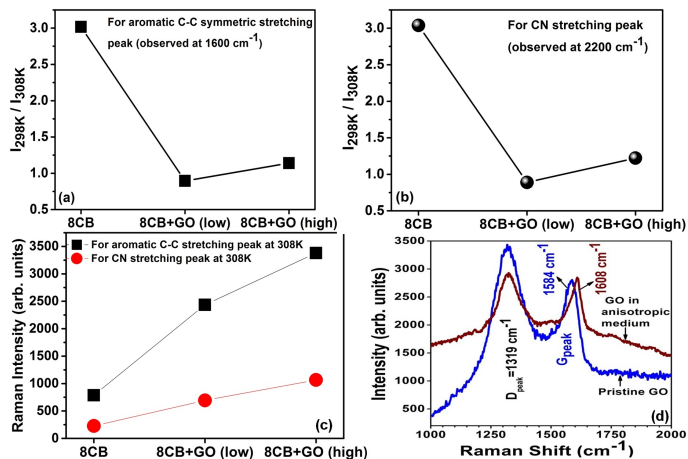 For aromatic C-C symmetric stretching
peak (observed at 1600 cm⁻¹)
I298K / I308K
3.0
2.5
2.0
1.5
1.0
0.5
(a)
8CB
8CB+GO (low)
8CB+GO (high)
For CN stretching peak
(observed at 2200 cm⁻¹)
I298K / I308K
3.0
2.5
2.0
1.5
1.0
0.5
(b)
8CB
8CB+GO (low)
8CB+GO (high)
For aromatic C-C stretching peak at 308K
For CN stretching peak at 308K
Raman Intensity (arb. units)
3500
3000
2500
2000
1500
1000
500
0
(c)
8CB
8CB+GO (low)
8CB+GO (high)
Intensity (arb. units)
3500
3000
2500
2000
1500
1000
500
Dpeak=1319 cm⁻¹
Gpeak
1584 cm⁻¹
1608 cm⁻¹
GO in
anisotropic
medium
Pristine GO
(d)
1000
1250
1500
1750
2000
Raman Shift (cm⁻¹)